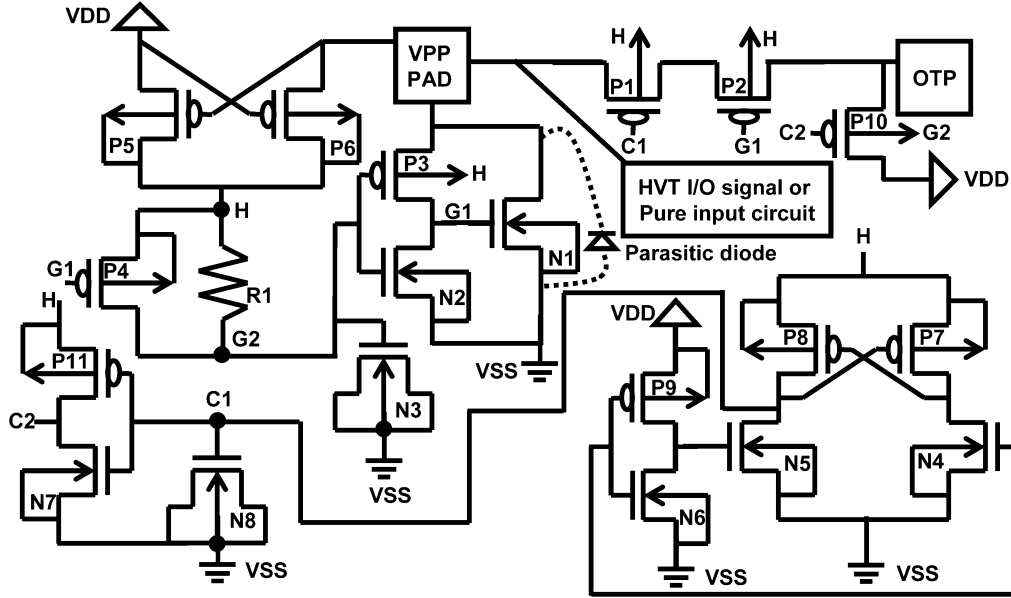 VDD
VPP
PAD
H
H
P1
P2
OTP
C1
G1
C2
P10
G2
VDD
P5
P6
P3
H
HVT I/O signal or
Pure input circuit
G1
N1
Parasitic diode
H
G1
P4
R1
N2
H
VDD
P8
P7
H
P11
G2
VSS
P9
C2
C1
N3
N5
N4
VSS
N7
N8
N6
VSS
VSS
VSS